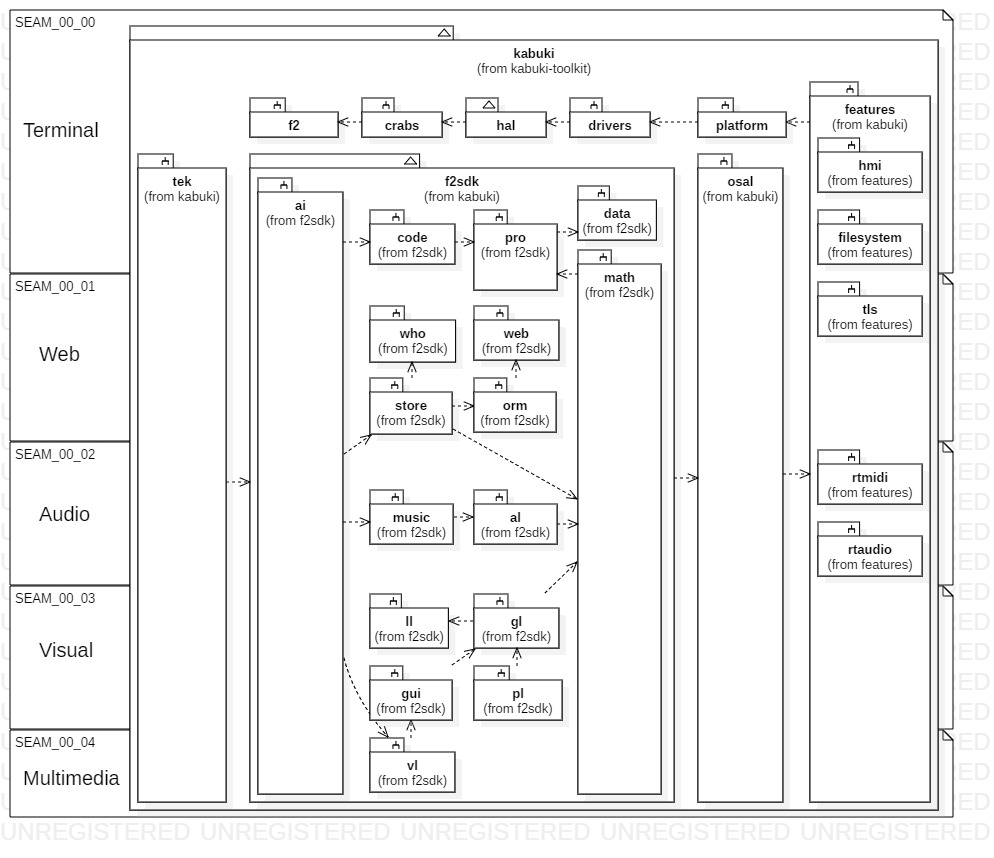 SEAM_00_00
Terminal
kabuki
(from kabuki-toolkit)
f2
crabs
hal
drivers
platform
features
(from kabuki)
hmi
(from features)
filesystem
(from features)
tls
(from features)
rtmidi
(from features)
rtaudio
(from features)
tek
(from kabuki)
f2sdk
(from kabuki)
osal
(from kabuki)
ai
(from f2sdk)
code
(from f2sdk)
pro
(from f2sdk)
data
(from f2sdk)
math
(from f2sdk)
SEAM_00_01
Web
who
(from f2sdk)
web
(from f2sdk)
store
(from f2sdk)
orm
(from f2sdk)
SEAM_00_02
Audio
music
(from f2sdk)
al
(from f2sdk)
SEAM_00_03
Visual
ll
(from f2sdk)
gl
(from f2sdk)
gui
(from f2sdk)
pl
(from f2sdk)
SEAM_00_04
Multimedia
vl
(from f2sdk)
UNREGISTERED UNREGISTERED UNREGISTERED UNREGISTERED UNREGISTERED